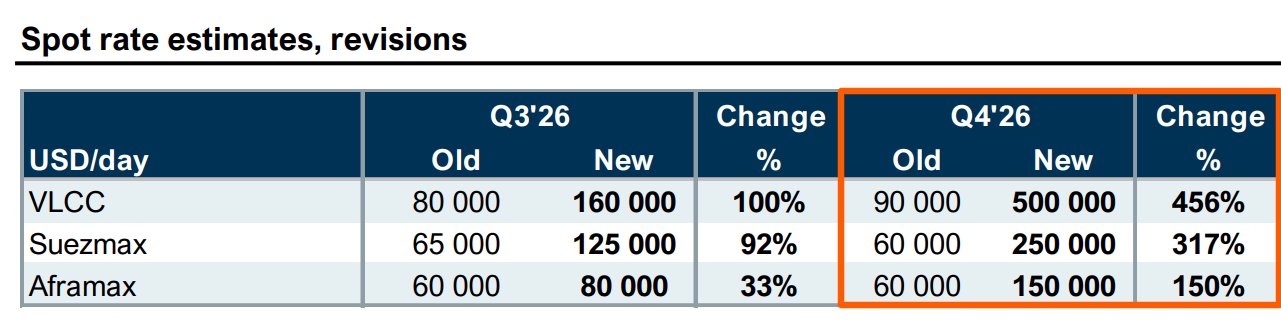 Spot rate estimates, revisions
Q3'26 Change Q4'26 Change
USD/day Old New % Old New %
VLCC 80 000 160 000 100% 90 000 500 000 456%
Suezmax 65 000 125 000 92% 60 000 250 000 317%
Aframax 60 000 80 000 33% 60 000 150 000 150%